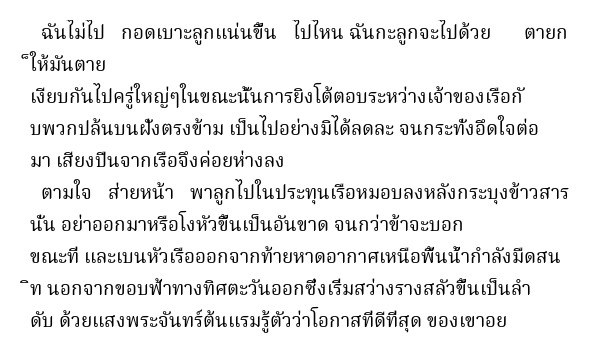 ฉันไม่ไป กอดเบาะลูกแน่นขึ้น ไปไหน ฉันกะลูกจะไปด้วย ตายก
็ให้มันตาย
เงียบกันไปครู่ใหญ่ๆในขณะนั้นการยิงโต้ตอบระหว่างเจ้าของเรือกั
บพวกปล้นบนฝั่งตรงข้าม เป็นไปอย่างมิได้ลดละ จนกระทั่งอึดใจต่อ
มา เสียงปืนจากเรือจึงค่อยห่างลง
ตามใจ ส่ายหน้า พาลูกไปในประทุนเรือหมอบลงหลังกระบุงข้าวสาร
นั้น อย่าออกมาหรือโงหัวขึ้นเป็นอันขาด จนกว่าข้าจะบอก
ขณะที่ และเบนหัวเรือออกจากท้ายหาดอากาศเหนือพื้นน้ำกำลังมืดสน
ิท นอกจากขอบฟ้าทางทิศตะวันออกซึ่งเริ่มสว่างรางสลัวขึ้นเป็นลำ
ดับ ด้วยแสงพระจันทร์ต้นแรมรู้ตัวว่าโอกาสที่ดีที่สุด ของเขาอย